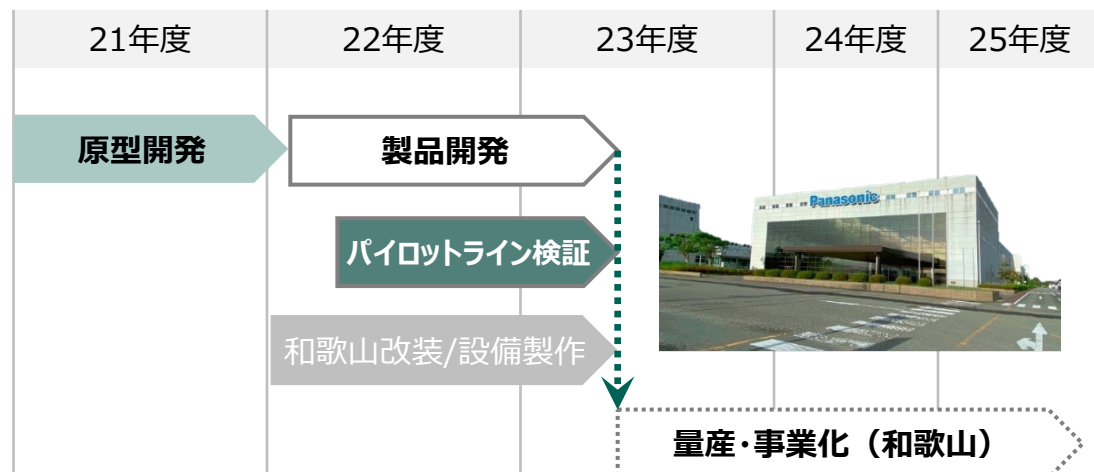 21年度 22年度 23年度 24年度 25年度
原型開発 製品開発
Panasonic
パイロットライン検証
和歌山改装/設備製作
量産・事業化（和歌山）